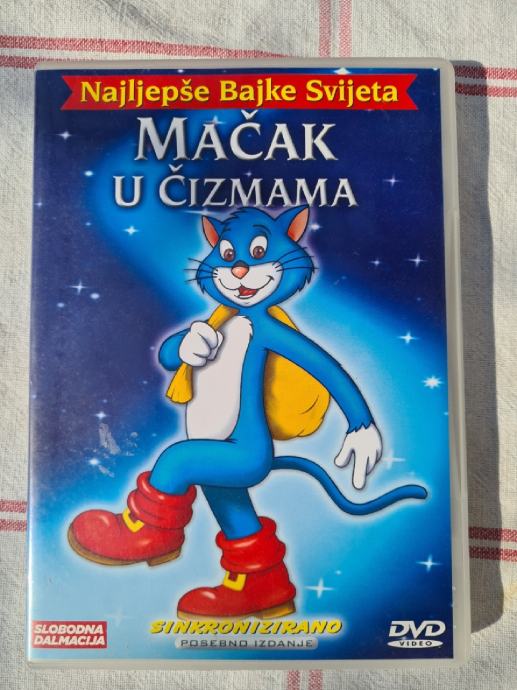 Najljepše Bajke Svijeta
MAČAK
U ČIZMAMA
SINKRONIZIRANO
POSEBNO IZDANJE
SLOBODNA
DALMACIJA
DVD
VIDEO